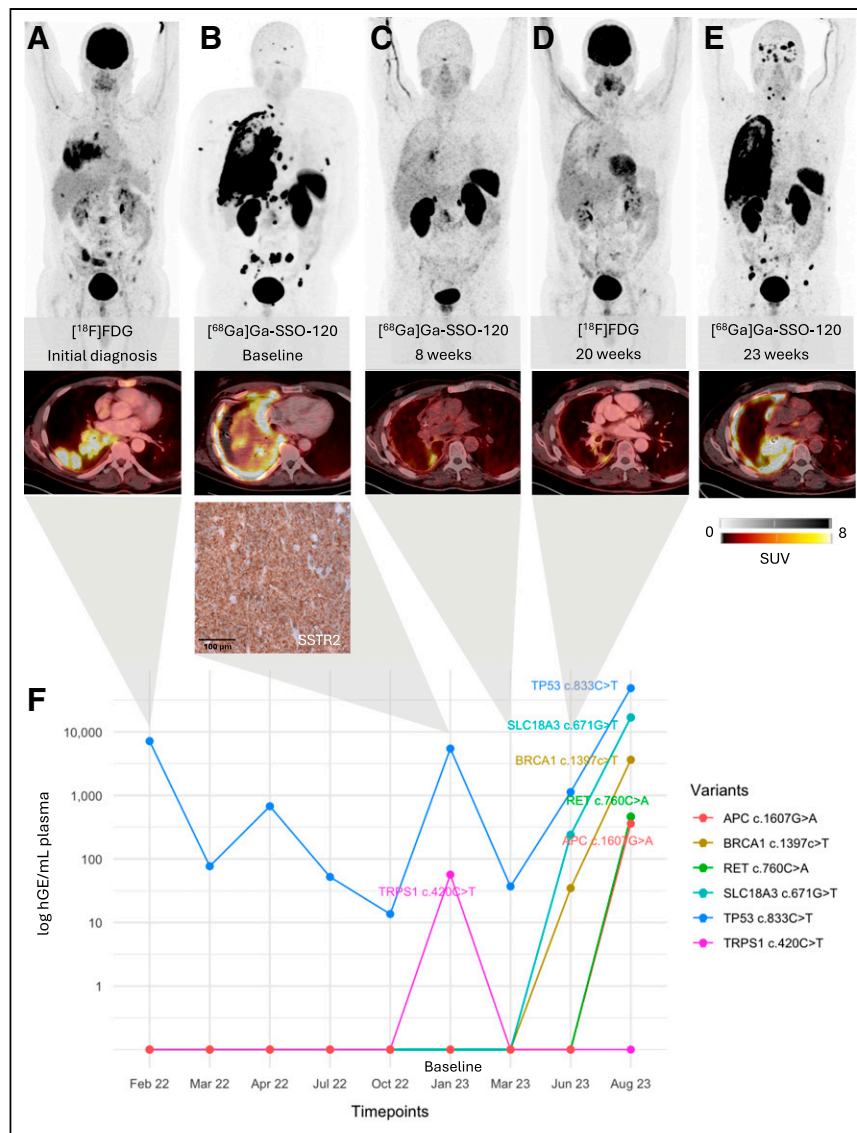 A
B
C
D
E
[18F]FDG
Initial diagnosis
[68Ga]Ga-SSO-120
Baseline
[68Ga]Ga-SSO-120
8 weeks
[18F]FDG
20 weeks
[68Ga]Ga-SSO-120
23 weeks
0
8
SUV
100 µm
SSTR2
F
TP53 c.833C>T
SLC18A3 c.671G>T
BRCA1 c.1397c>T
RET c.760C>A
APC c.1607G>A
TRPS1 c.420C>T
10,000
1,000
100
10
1
log hGE/mL plasma
Variants
APC c.1607G>A
BRCA1 c.1397c>T
RET c.760C>A
SLC18A3 c.671G>T
TP53 c.833C>T
TRPS1 c.420C>T
Baseline
Feb 22
Mar 22
Apr 22
Jul 22
Oct 22
Jan 23
Mar 23
Jun 23
Aug 23
Timepoints